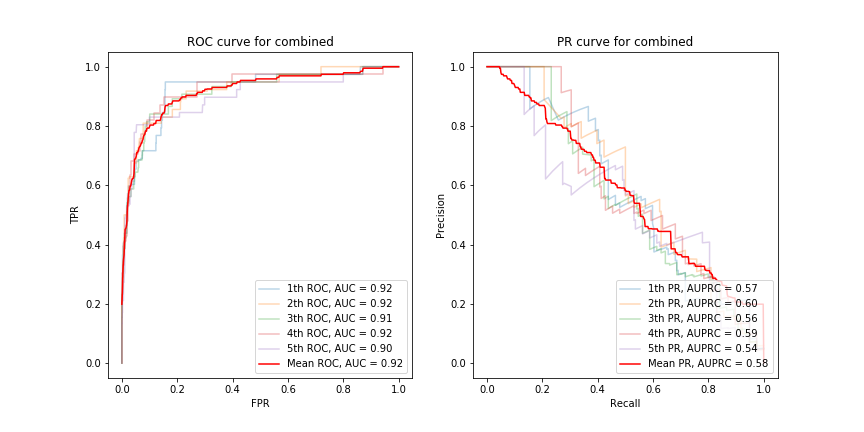 ROC curve for combined
1.0
0.8
0.6
0.4
0.2
0.0
TPR
0.0
0.2
0.4
0.6
0.8
1.0
FPR
1th ROC, AUC = 0.92
2th ROC, AUC = 0.92
3th ROC, AUC = 0.91
4th ROC, AUC = 0.92
5th ROC, AUC = 0.90
Mean ROC, AUC = 0.92
PR curve for combined
1.0
0.8
0.6
0.4
0.2
0.0
Precision
0.0
0.2
0.4
0.6
0.8
1.0
Recall
1th PR, AUPRC = 0.57
2th PR, AUPRC = 0.60
3th PR, AUPRC = 0.56
4th PR, AUPRC = 0.59
5th PR, AUPRC = 0.54
Mean PR, AUPRC = 0.58